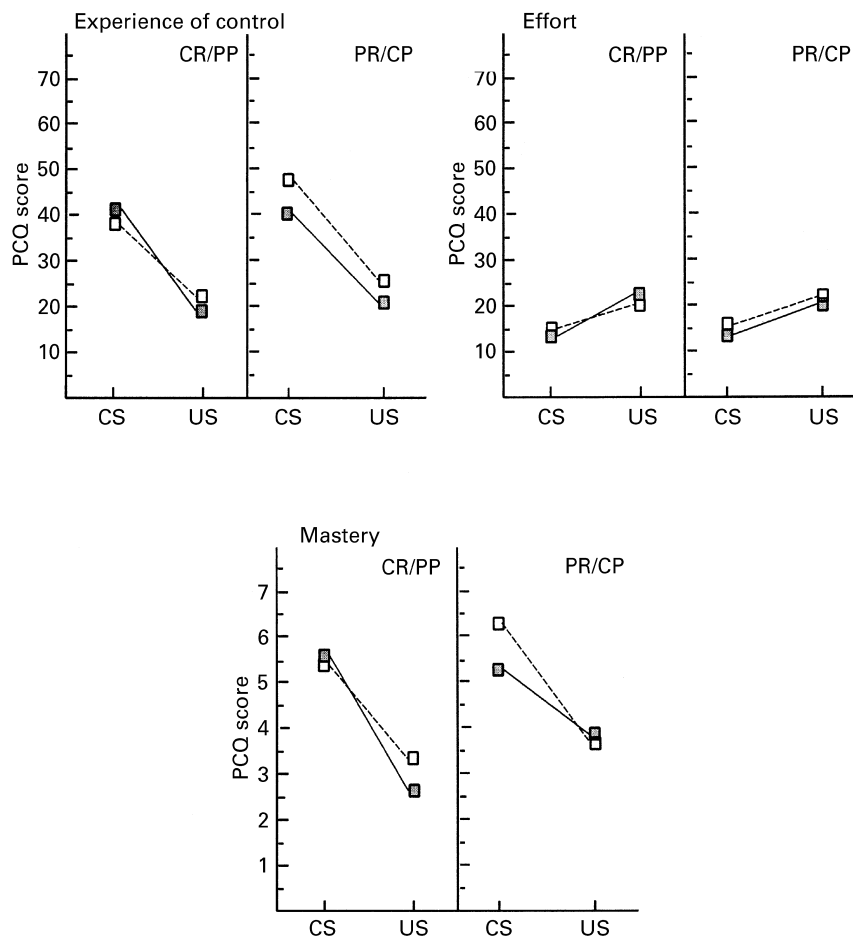 Experience of control
CR/PP
PR/CP
PCQ score
70
60
50
40
30
20
10
CS
US
CS
US
Effort
CR/PP
PR/CP
PCQ score
70
60
50
40
30
20
10
CS
US
CS
US
Mastery
CR/PP
PR/CP
PCQ score
7
6
5
4
3
2
1
CS
US
CS
US